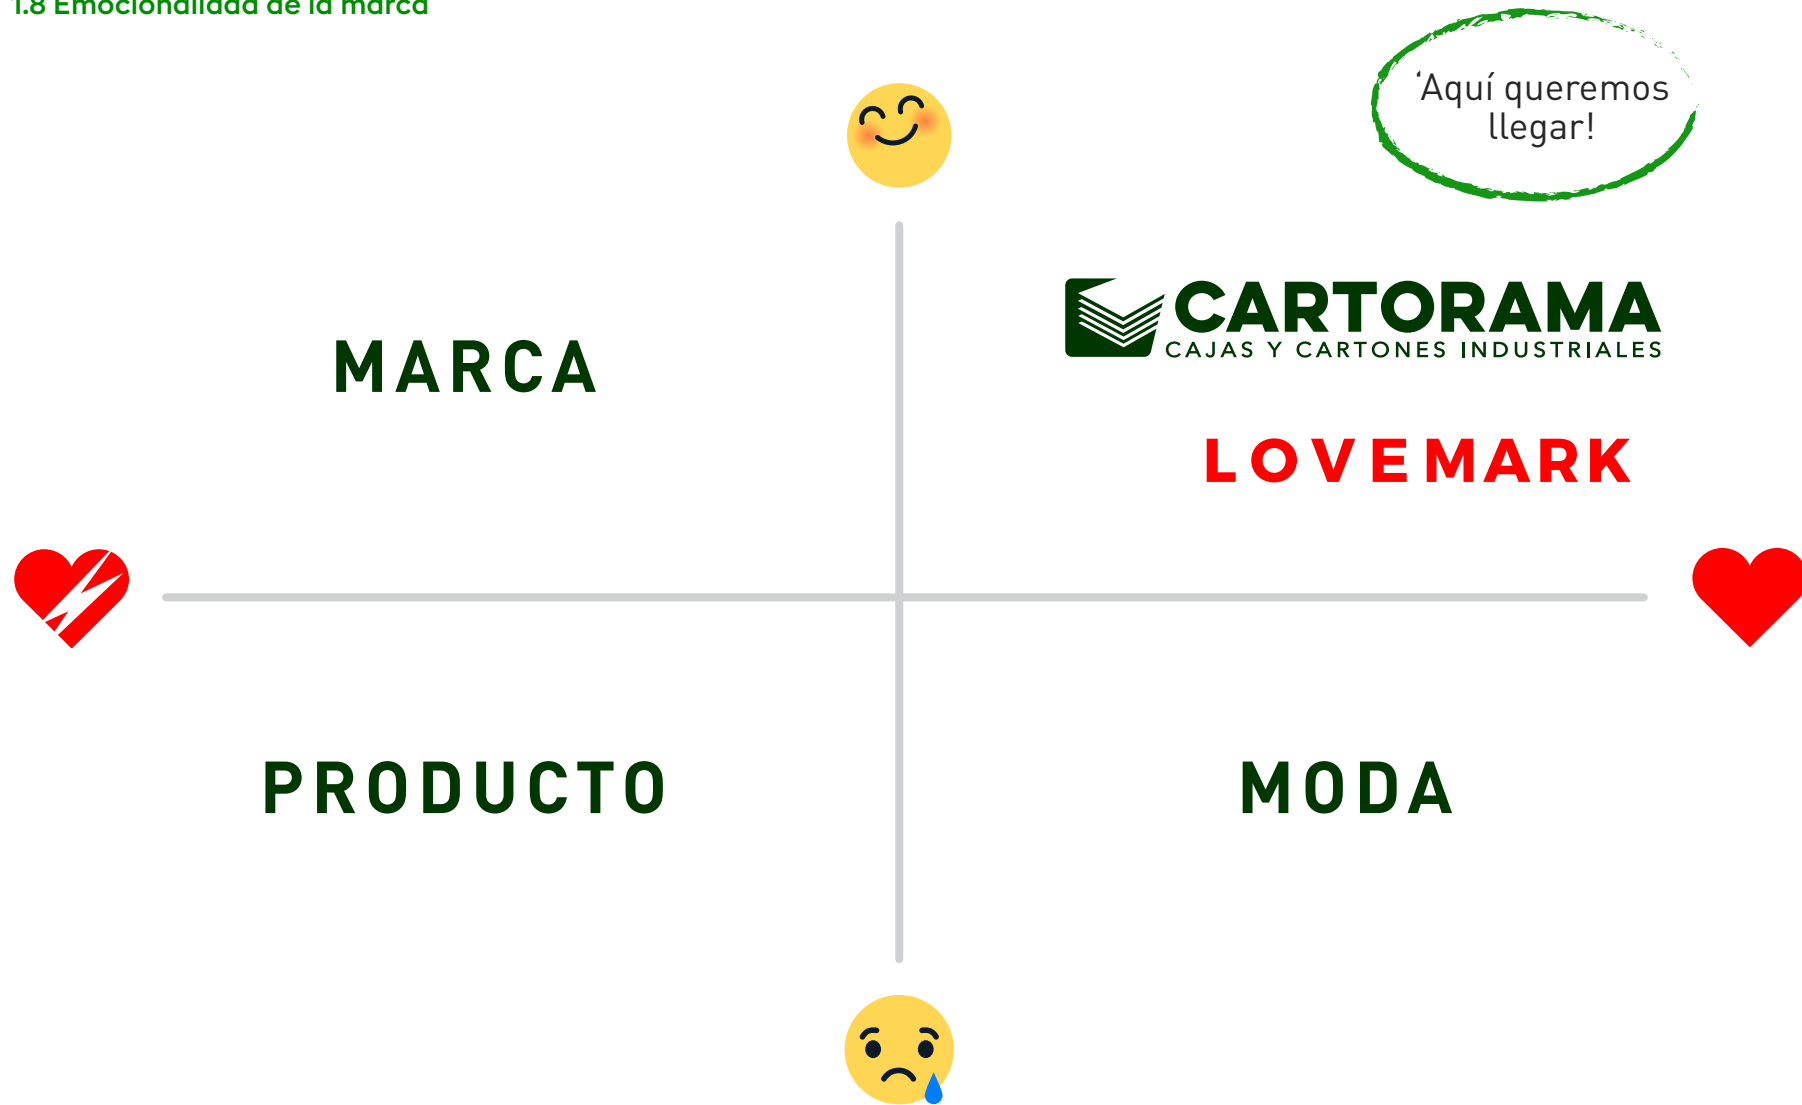 1.8 Emocionalidad de la marca
‘Aquí queremos
llegar!
CARTORAMA
CAJAS Y CARTONES INDUSTRIALES
MARCA
LOVEMARK
PRODUCTO
MODA